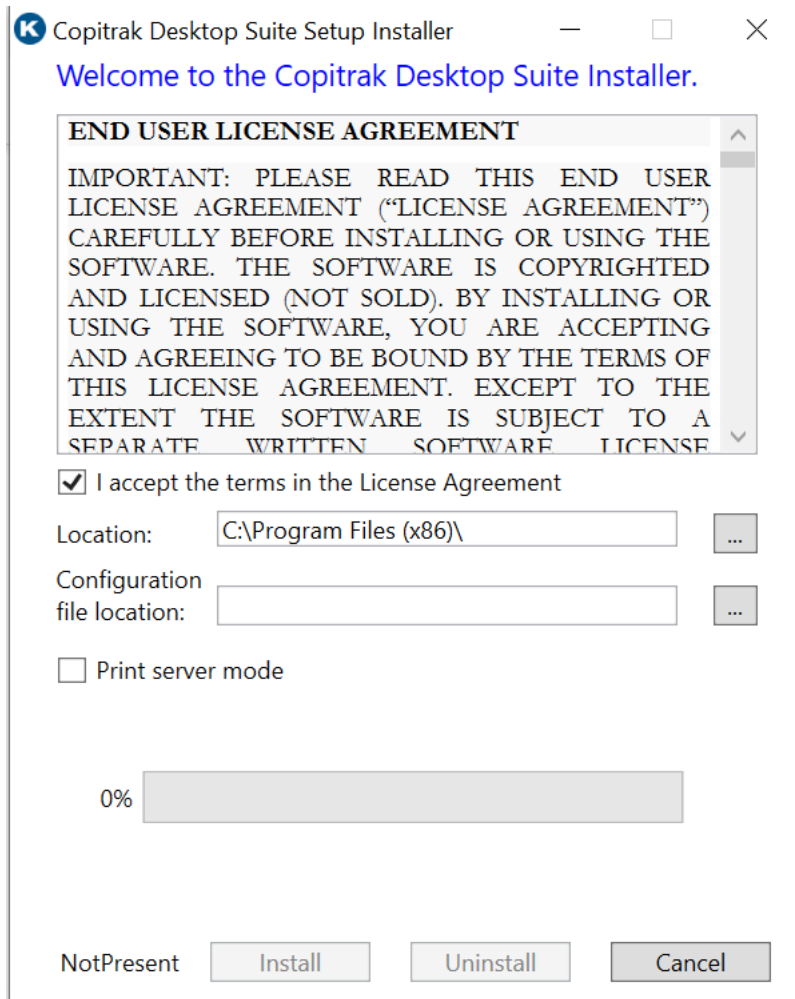 K Copitrak Desktop Suite Setup Installer
Welcome to the Copitrak Desktop Suite Installer.
END USER LICENSE AGREEMENT
IMPORTANT: PLEASE READ THIS END USER
LICENSE AGREEMENT (“LICENSE AGREEMENT”)
CAREFULLY BEFORE INSTALLING OR USING THE
SOFTWARE. THE SOFTWARE IS COPYRIGHTED
AND LICENSED (NOT SOLD). BY INSTALLING OR
USING THE SOFTWARE, YOU ARE ACCEPTING
AND AGREEING TO BE BOUND BY THE TERMS OF
THIS LICENSE AGREEMENT. EXCEPT TO THE
EXTENT THE SOFTWARE IS SUBJECT TO A
SEPARATE WRITTEN SOFTWARE LICENSE
I accept the terms in the License Agreement
Location: C:\Program Files (x86)\ ...
Configuration
file location: ...
Print server mode
0%
NotPresent Install Uninstall Cancel